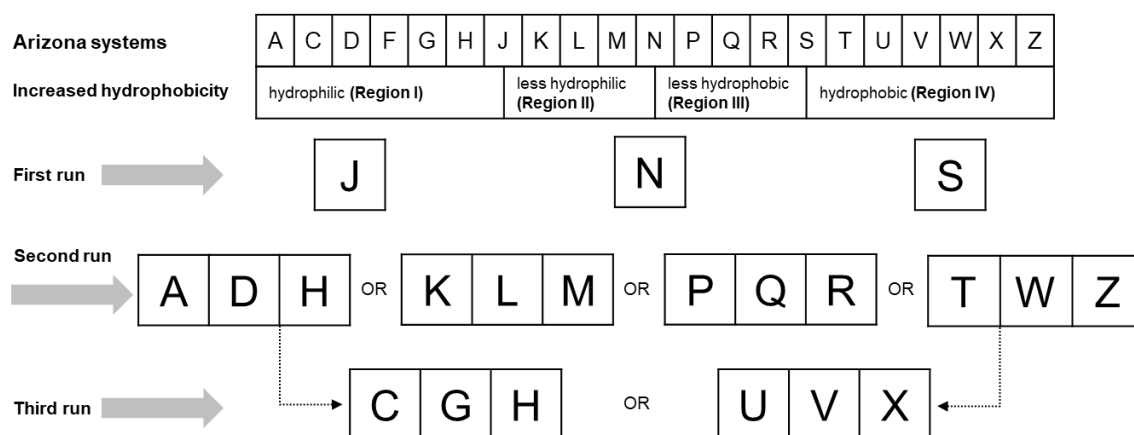 Arizona systems A C D F G H J K L M N P Q R S T U V W X Z
Increased hydrophobicity hydrophilic (Region I) less hydrophilic (Region II) less hydrophobic (Region III) hydrophobic (Region IV)
First run J N S
Second run A D H OR K L M OR P Q R OR T W Z
Third run C G H OR U V X